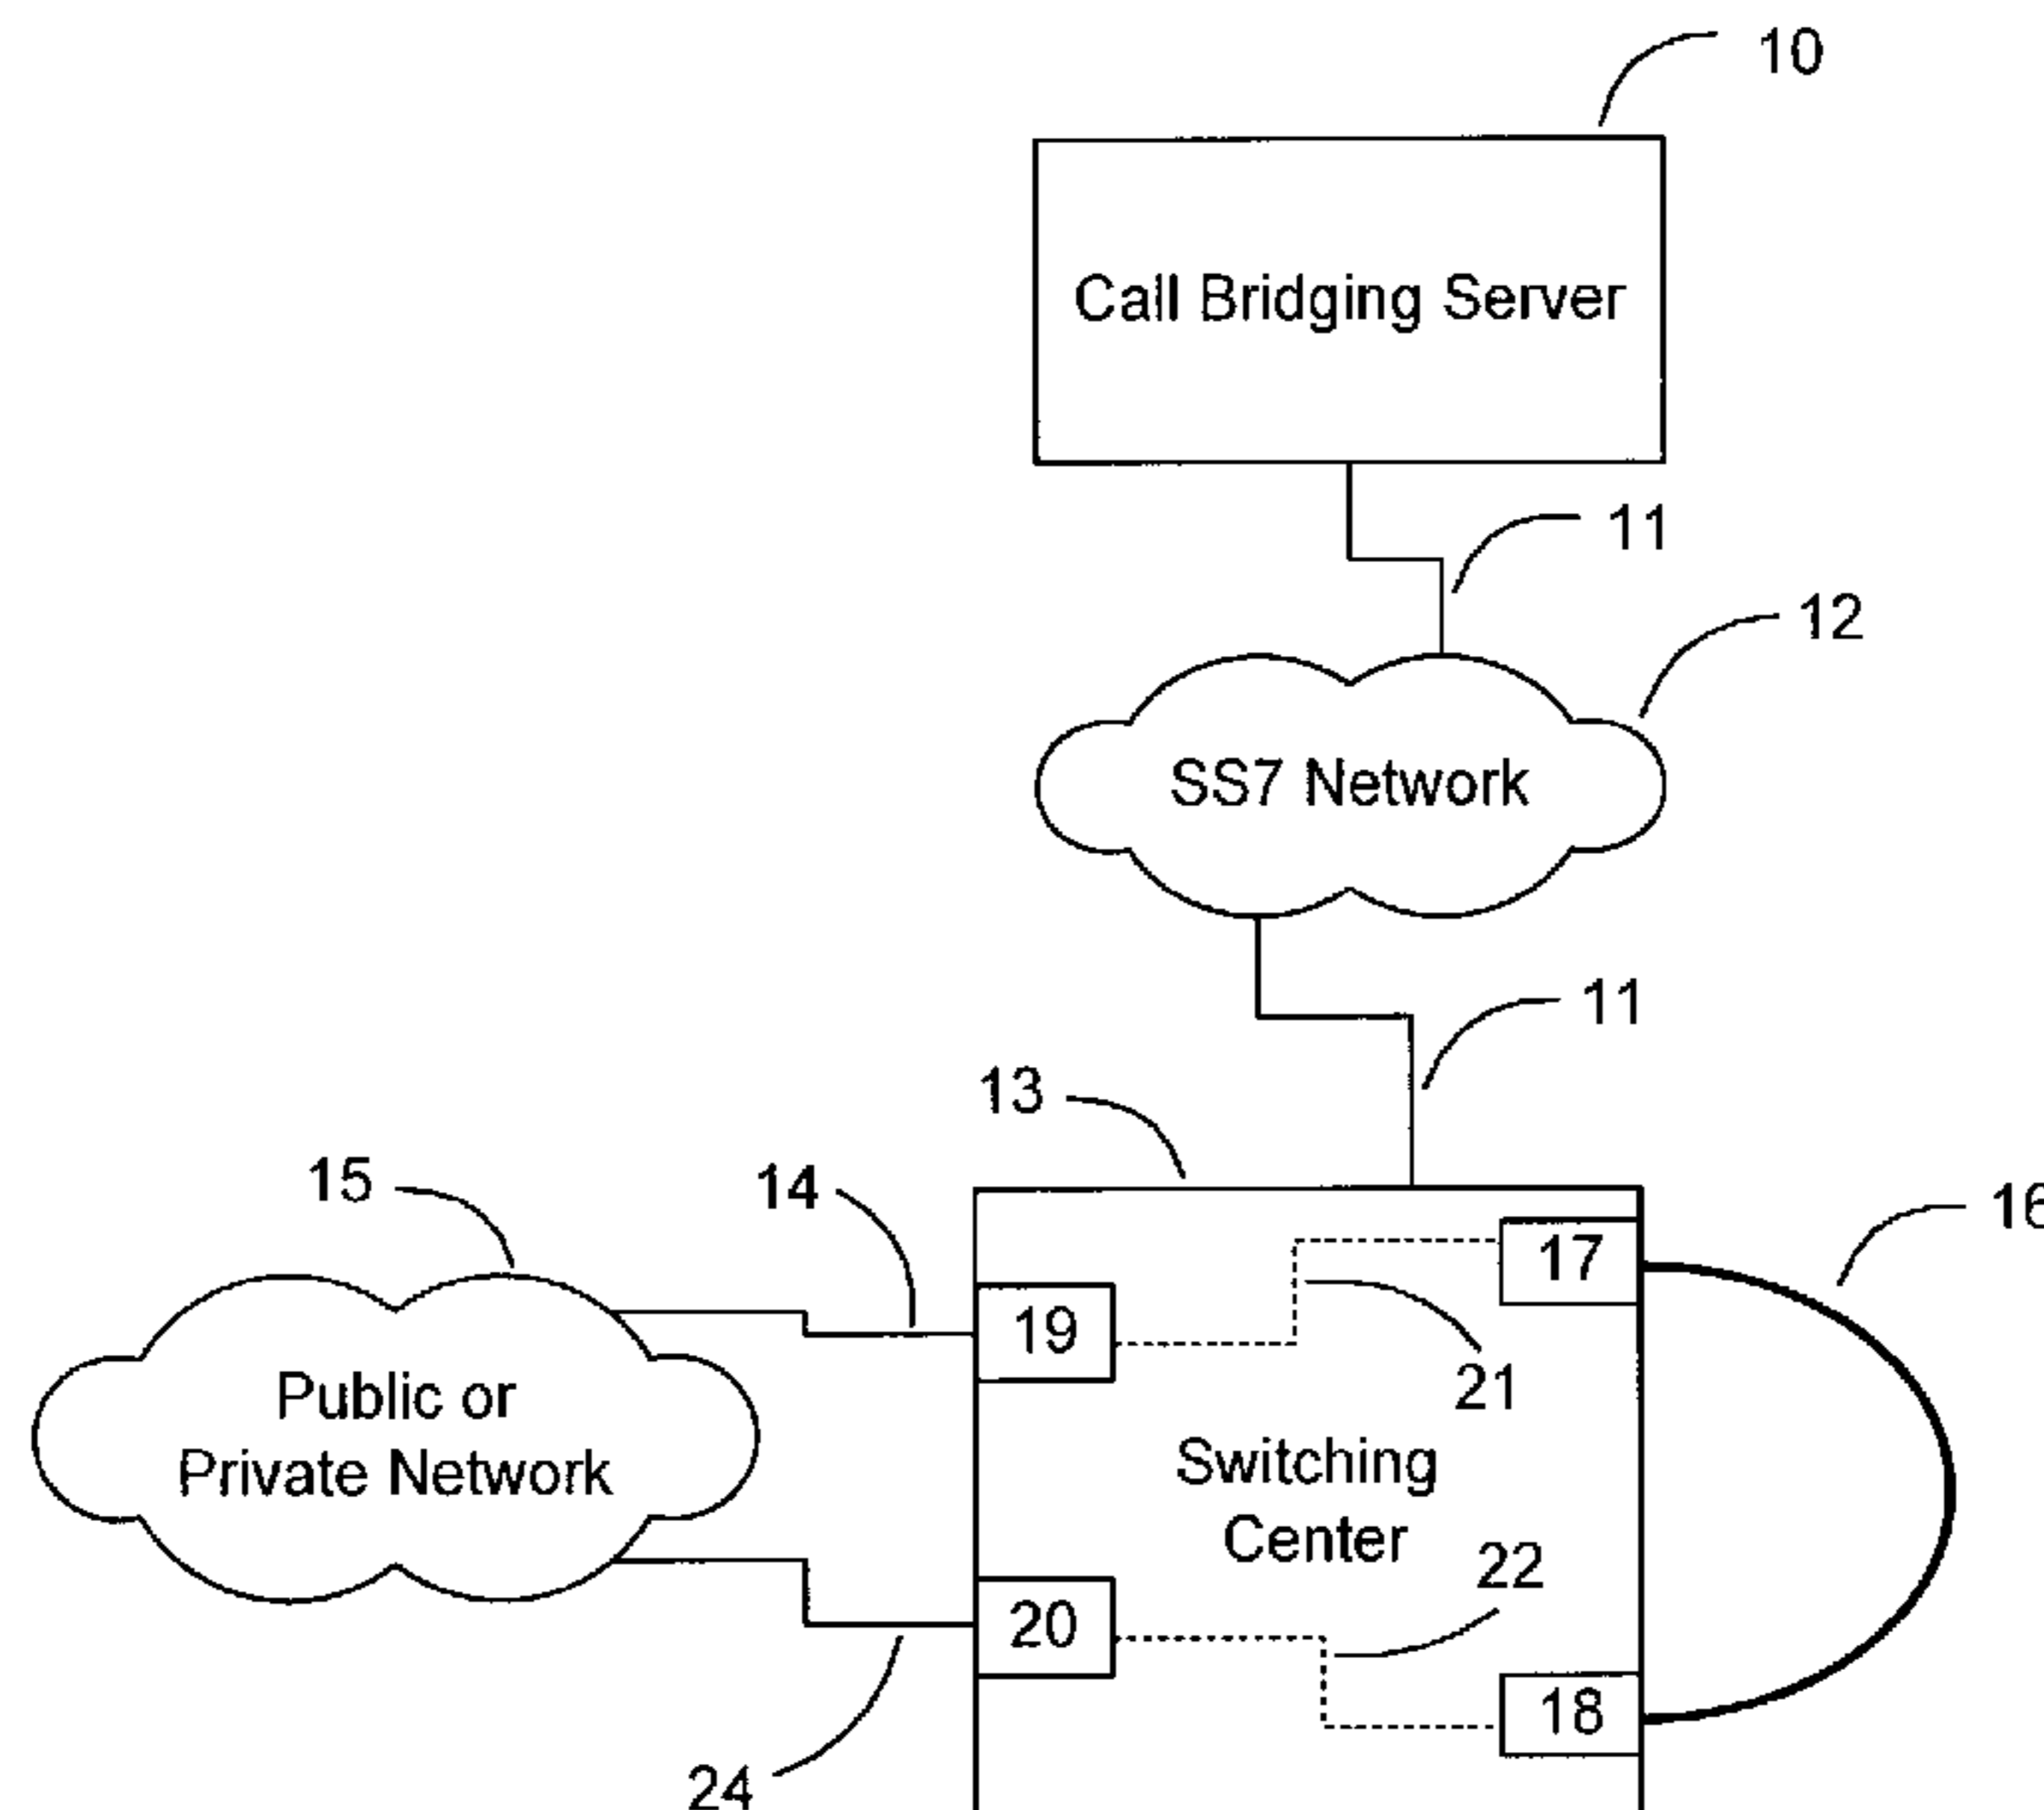 10
Call Bridging Server
11
12
SS7 Network
11
13
15
14
16
17
19
21
Public or
Private Network
Switching
Center
22
20
18
24